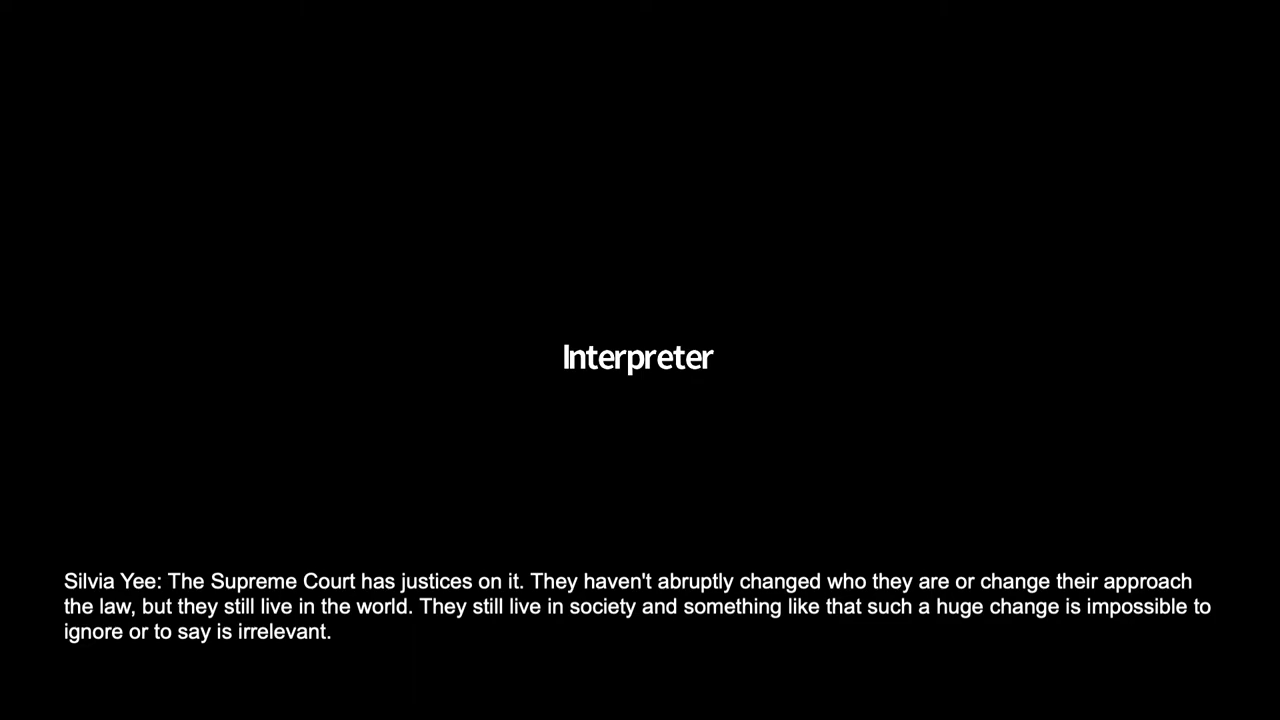 Interpreter
Silvia Yee: The Supreme Court has justices on it. They haven't abruptly changed who they are or change their approach
the law, but they still live in the world. They still live in society and something like that such a huge change is impossible to
ignore or to say is irrelevant.